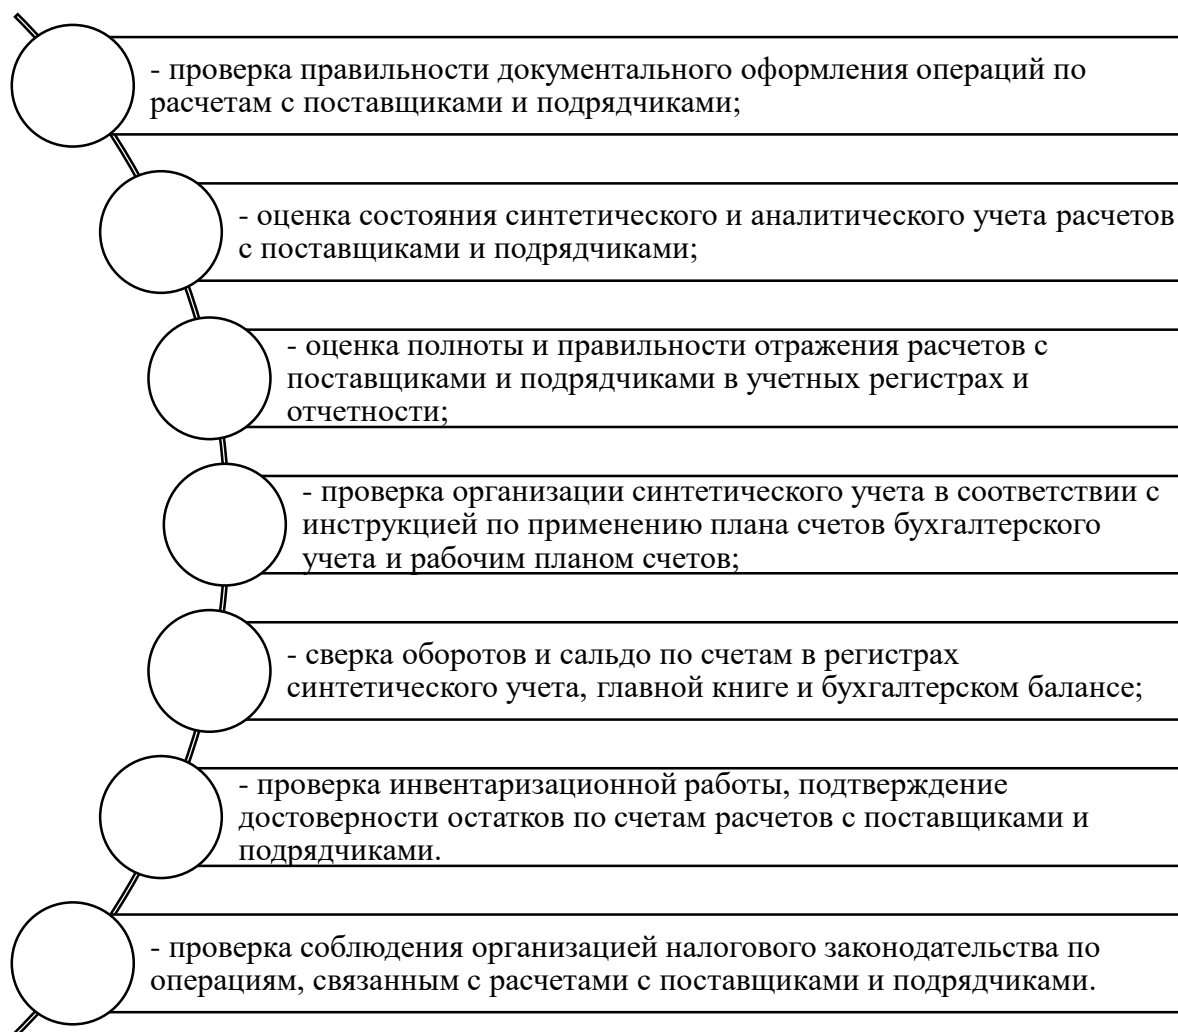 - проверка правильности документального оформления операций по
расчетам с поставщиками и подрядчиками;
- оценка состояния синтетического и аналитического учета расчетов
с поставщиками и подрядчиками;
- оценка полноты и правильности отражения расчетов с
поставщиками и подрядчиками в учетных регистрах и
отчетности;
- проверка организации синтетического учета в соответствии с
инструкцией по применению плана счетов бухгалтерского
учета и рабочим планом счетов;
- сверка оборотов и сальдо по счетам в регистрах
синтетического учета, главной книге и бухгалтерском балансе;
- проверка инвентаризационной работы, подтверждение
достоверности остатков по счетам расчетов с поставщиками и
подрядчиками.
- проверка соблюдения организацией налогового законодательства по
операциям, связанным с расчетами с поставщиками и подрядчиками.